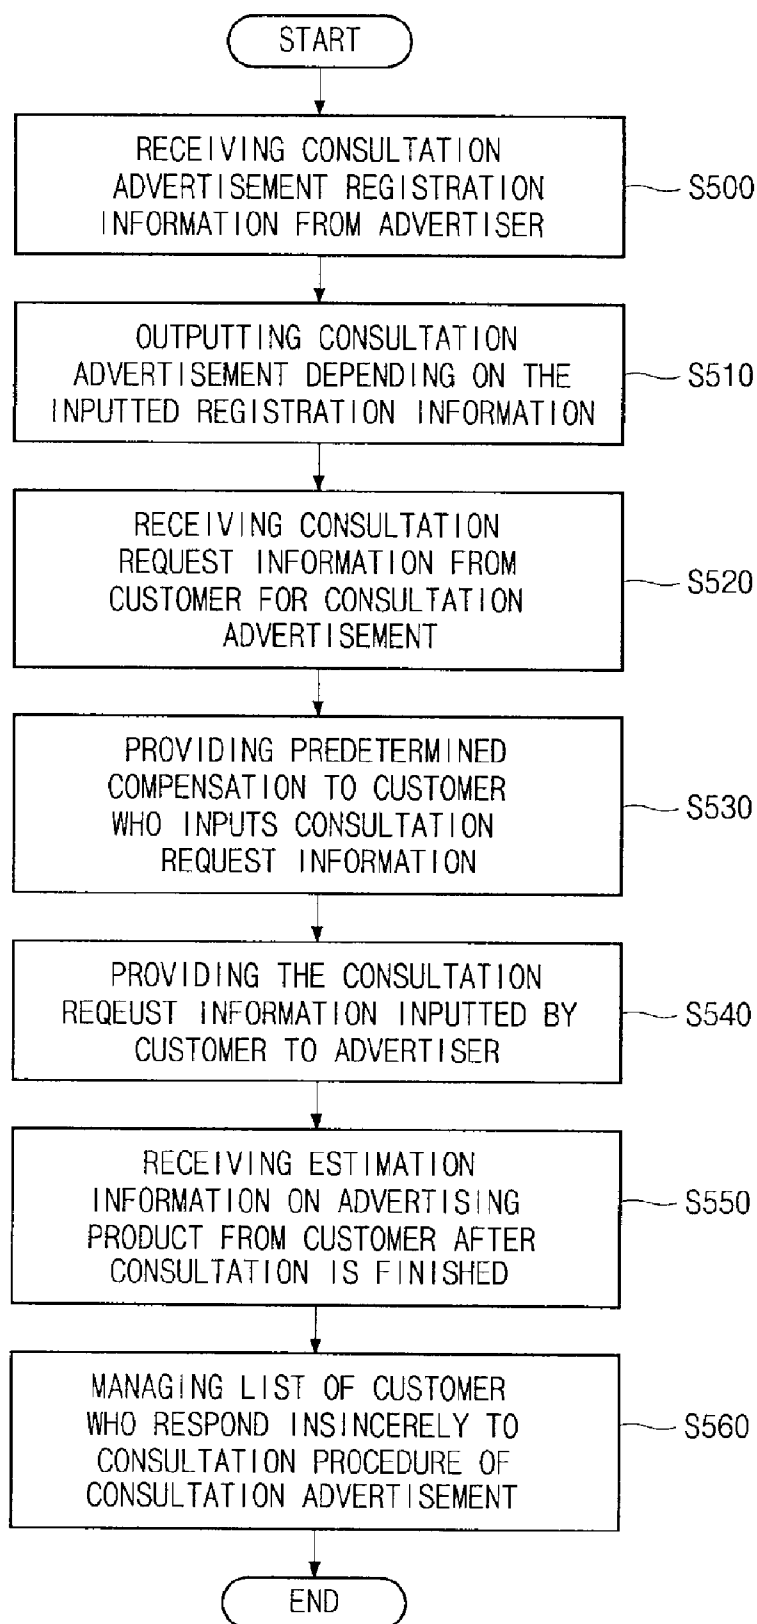 START
RECEIVING CONSULTATION
ADVERTISEMENT REGISTRATION
INFORMATION FROM ADVERTISER
S500
OUTPUTTING CONSULTATION
ADVERTISEMENT DEPENDING ON THE
INPUTTED REGISTRATION INFORMATION
S510
RECEIVING CONSULTATION
REQUEST INFORMATION FROM
CUSTOMER FOR CONSULTATION
ADVERTISEMENT
S520
PROVIDING PREDETERMINED
COMPENSATION TO CUSTOMER
WHO INPUTS CONSULTATION
REQUEST INFORMATION
S530
PROVIDING THE CONSULTATION
REQEUST INFORMATION INPUTTED BY
CUSTOMER TO ADVERTISER
S540
RECEIVING ESTIMATION
INFORMATION ON ADVERTISING
PRODUCT FROM CUSTOMER AFTER
CONSULTATION IS FINISHED
S550
MANAGING LIST OF CUSTOMER
WHO RESPOND INSINCERELY TO
CONSULTATION PROCEDURE OF
CONSULTATION ADVERTISEMENT
S560
END